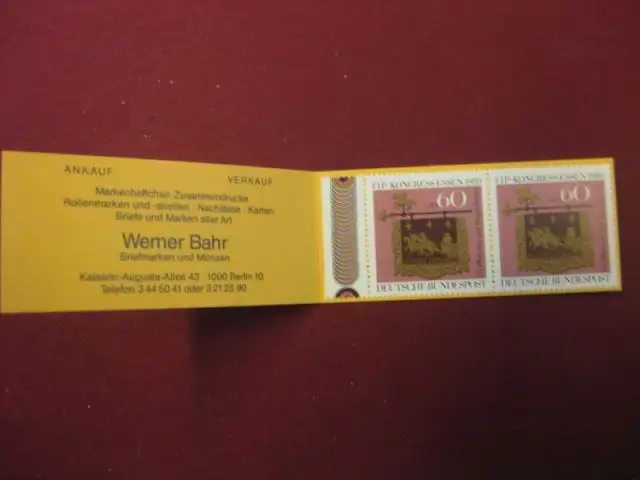 ANKAUF
VERKAUF
Markenheftchen Zusammendrucke
Rollenmarken und -streifen · Nachlässe · Karten
Briefe und Marken aller Art
Werner Bahr
Briefmarken und Münzen
Kaiserin-Augusta-Allee 43 1000 Berlin 10
Telefon 3 44 50 41 oder 3 21 25 90
FIP-KONGRESS ESSEN 1980
60
DEUTSCHE BUNDESPOST
FIP-KONGRESS ESSEN 1980
60
DEUTSCHE BUNDESPOST